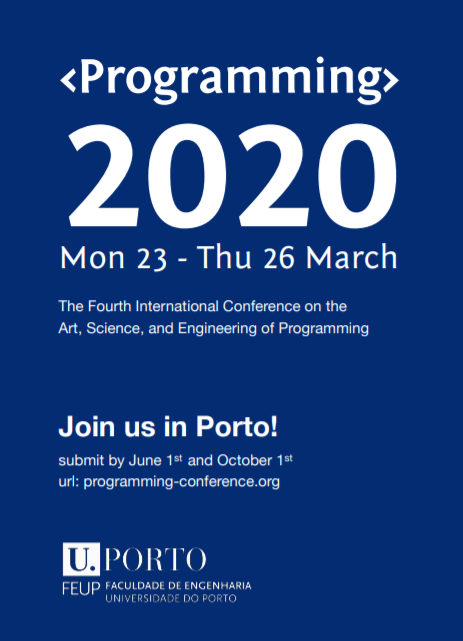 <Programming>
2020
Mon 23 - Thu 26 March
The Fourth International Conference on the
Art, Science, and Engineering of Programming
Join us in Porto!
submit by June 1st and October 1st
url: programming-conference.org
U. PORTO
FEUP FACULDADE DE ENGENHARIA
UNIVERSIDADE DO PORTO